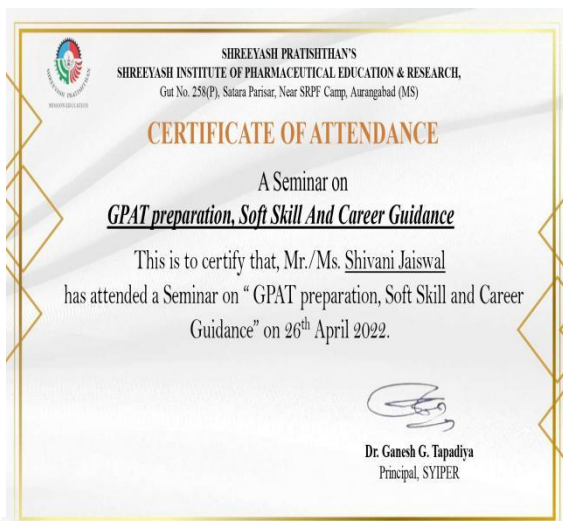 SHREEYASH PRATISHTHAN'S
SHREEYASH INSTITUTE OF PHARMACEUTICAL EDUCATION & RESEARCH,
Gut No. 258(P), Satara Parisar, Near SRPF Camp, Aurangabad (MS)
SHREEYASH PRATISHTHAN
CERTIFICATE OF ATTENDANCE
A Seminar on
GPAT preparation, Soft Skill And Career Guidance
This is to certify that, Mr./Ms. Shivani Jaiswal
has attended a Seminar on “ GPAT preparation, Soft Skill and Career
Guidance” on 26th April 2022.
Dr. Ganesh G. Tapadiya
Principal, SYIPER